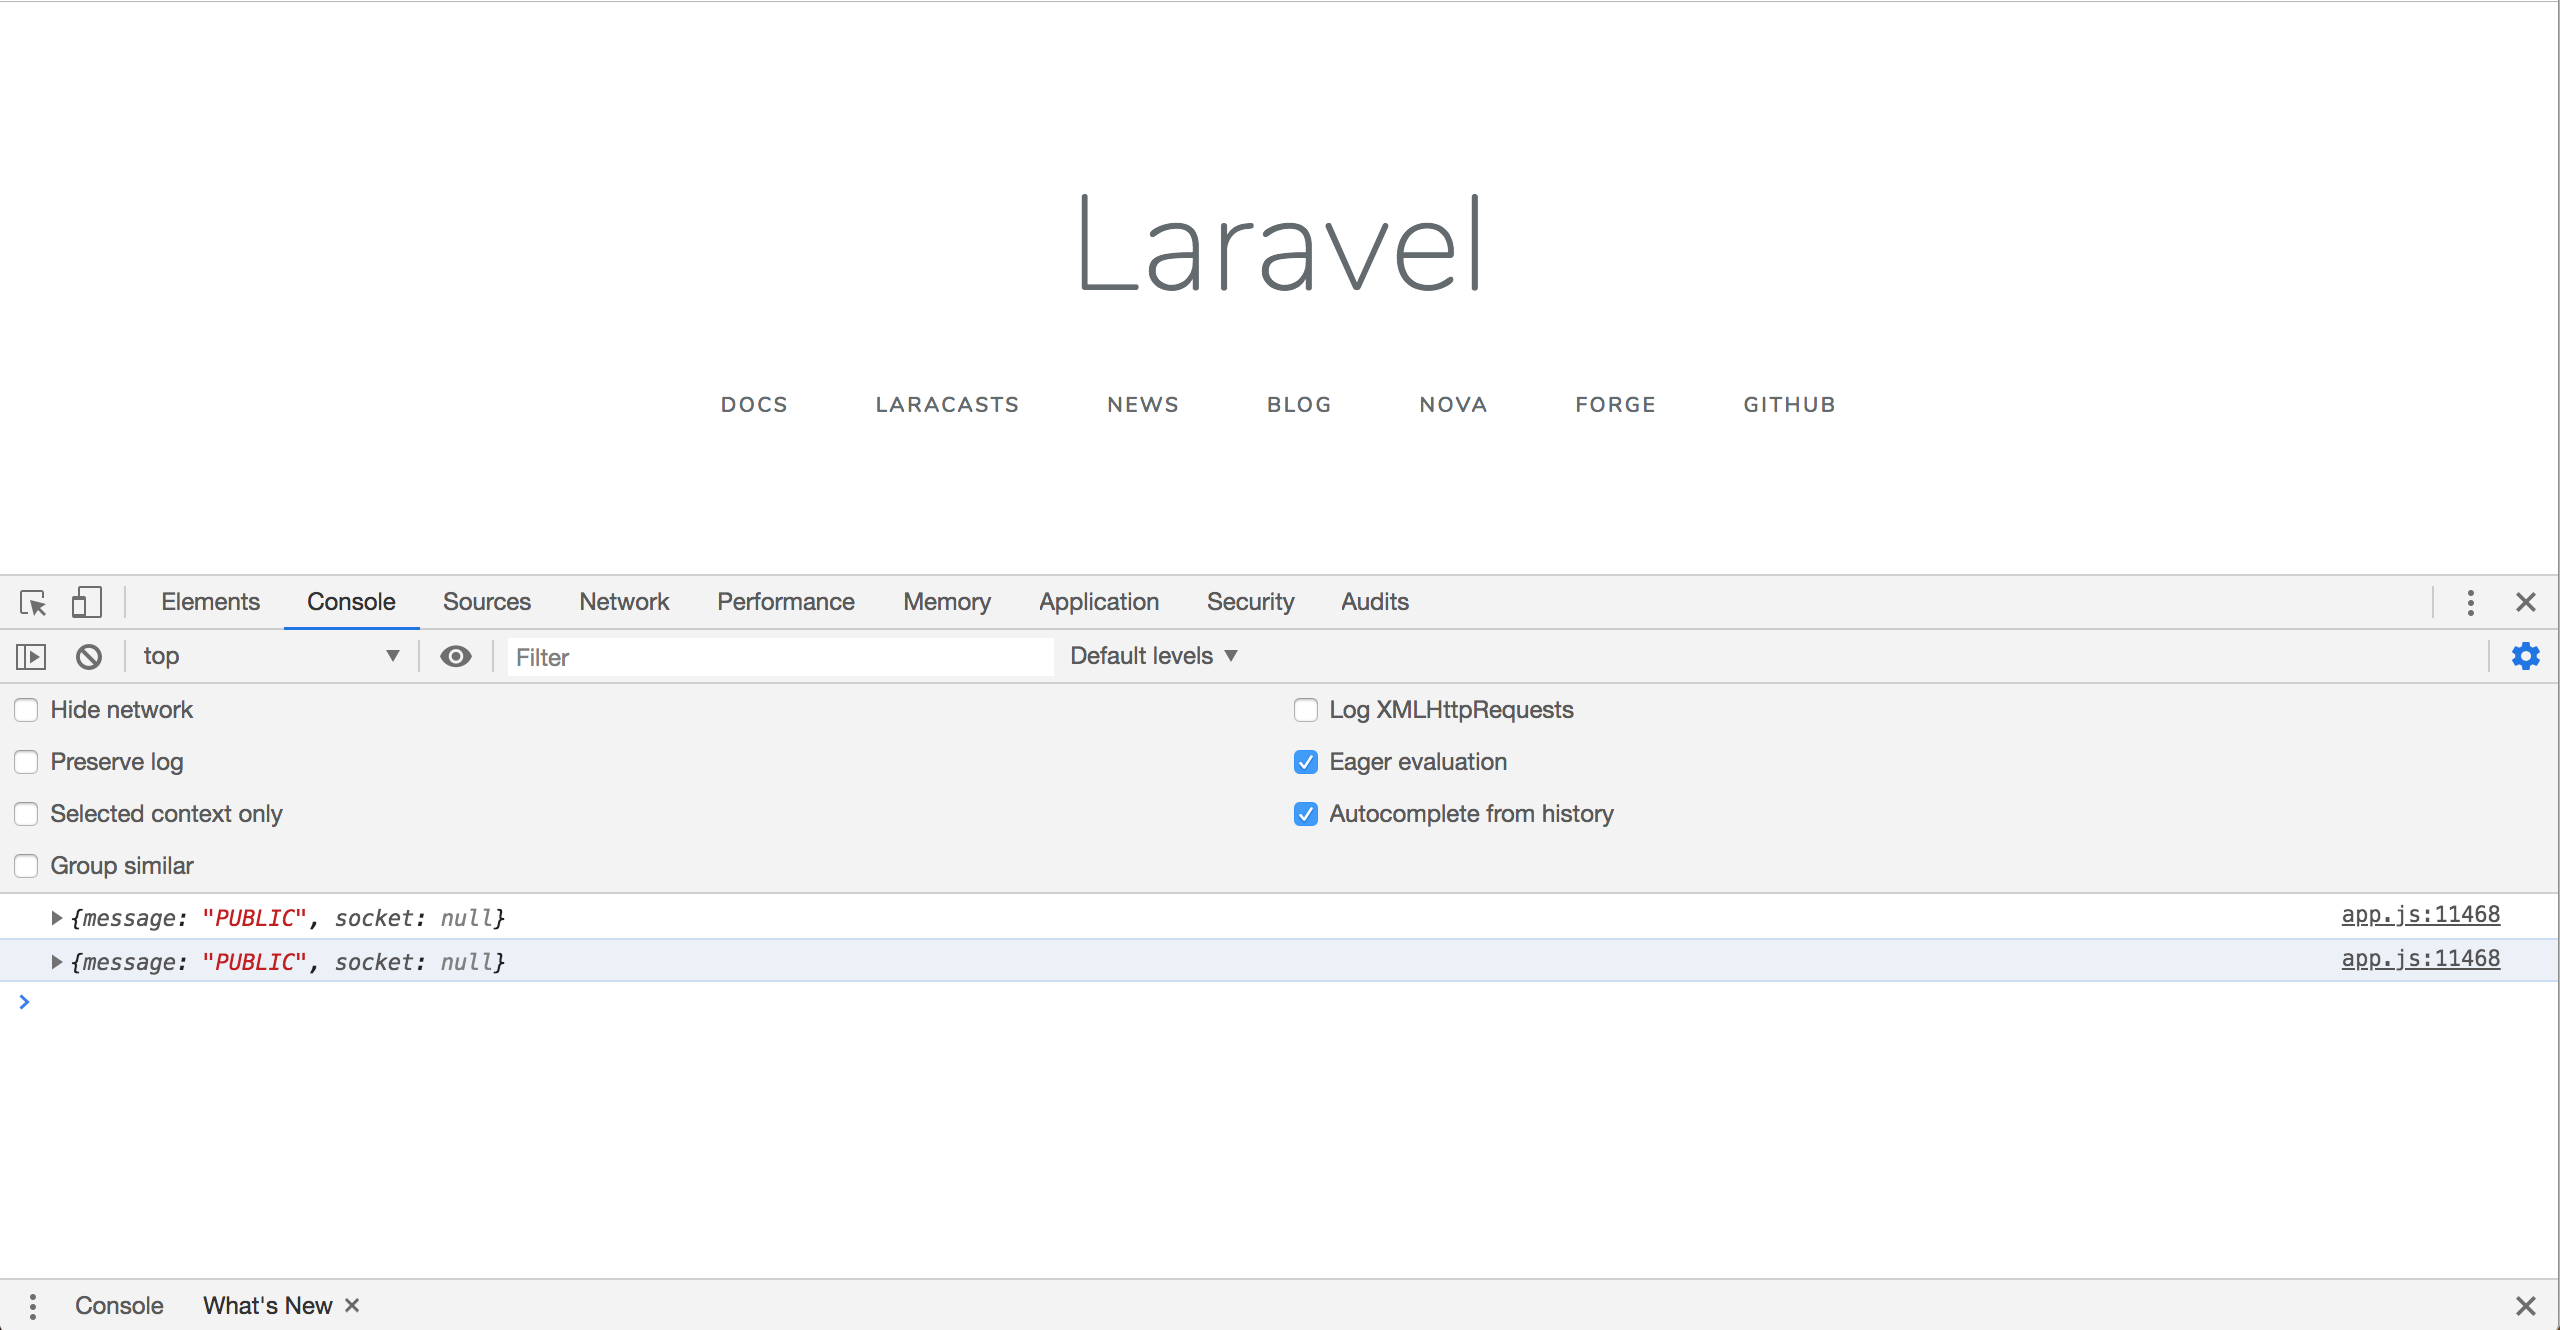 Laravel
DOCS LARACASTS NEWS BLOG NOVA FORGE GITHUB
Elements Console Sources Network Performance Memory Application Security Audits
top Filter Default levels
Hide network Log XMLHttpRequests
Preserve log Eager evaluation
Selected context only Autocomplete from history
Group similar
{message: "PUBLIC", socket: null} app.js:11468
{message: "PUBLIC", socket: null} app.js:11468
Console What's New